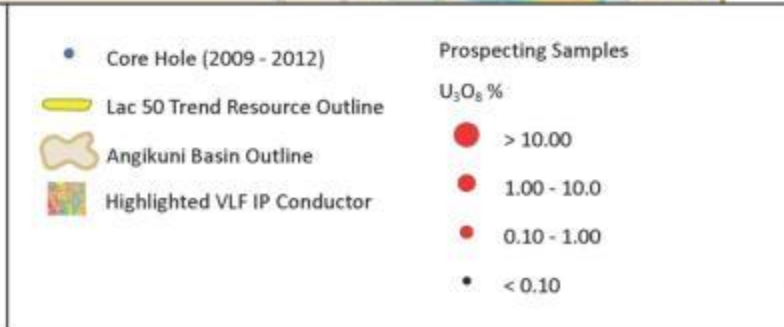 Core Hole (2009 - 2012)
Lac 50 Trend Resource Outline
Angikuni Basin Outline
Highlighted VLF IP Conductor
Prospecting Samples
U₃O₈ %
> 10.00
1.00 - 10.0
0.10 - 1.00
< 0.10